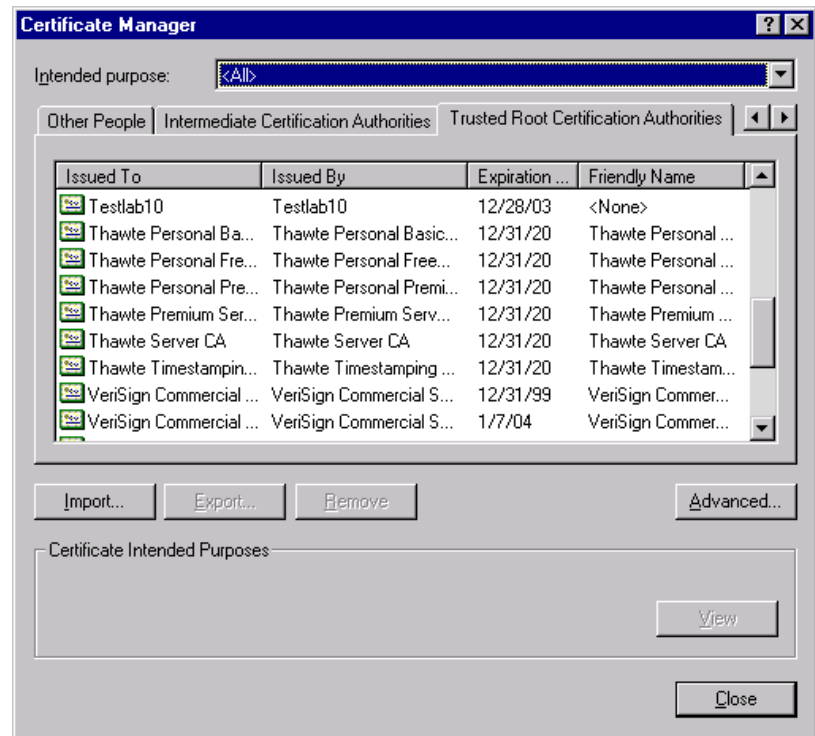 Certificate Manager
Intended purpose: <All>
Other People Intermediate Certification Authorities Trusted Root Certification Authorities
Issued To Issued By Expiration ... Friendly Name
Testlab10 Testlab10 12/28/03 <None>
Thawte Personal Ba... Thawte Personal Basic... 12/31/20 Thawte Personal ...
Thawte Personal Fre... Thawte Personal Free... 12/31/20 Thawte Personal ...
Thawte Personal Pre... Thawte Personal Premi... 12/31/20 Thawte Personal ...
Thawte Premium Ser... Thawte Premium Serv... 12/31/20 Thawte Premium ...
Thawte Server CA Thawte Server CA 12/31/20 Thawte Server CA
Thawte Timestampin... Thawte Timestamping ... 12/31/20 Thawte Timestam...
VeriSign Commercial ... VeriSign Commercial S... 12/31/99 VeriSign Commer...
VeriSign Commercial ... VeriSign Commercial S... 1/7/04 VeriSign Commer...
Import... Export... Remove Advanced...
Certificate Intended Purposes
View
Close